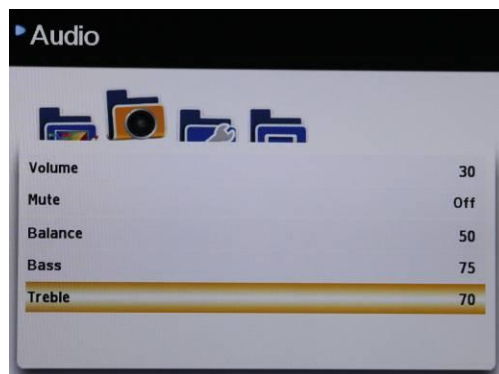 Audio
Volume 30
Mute Off
Balance 50
Bass 75
Treble 70